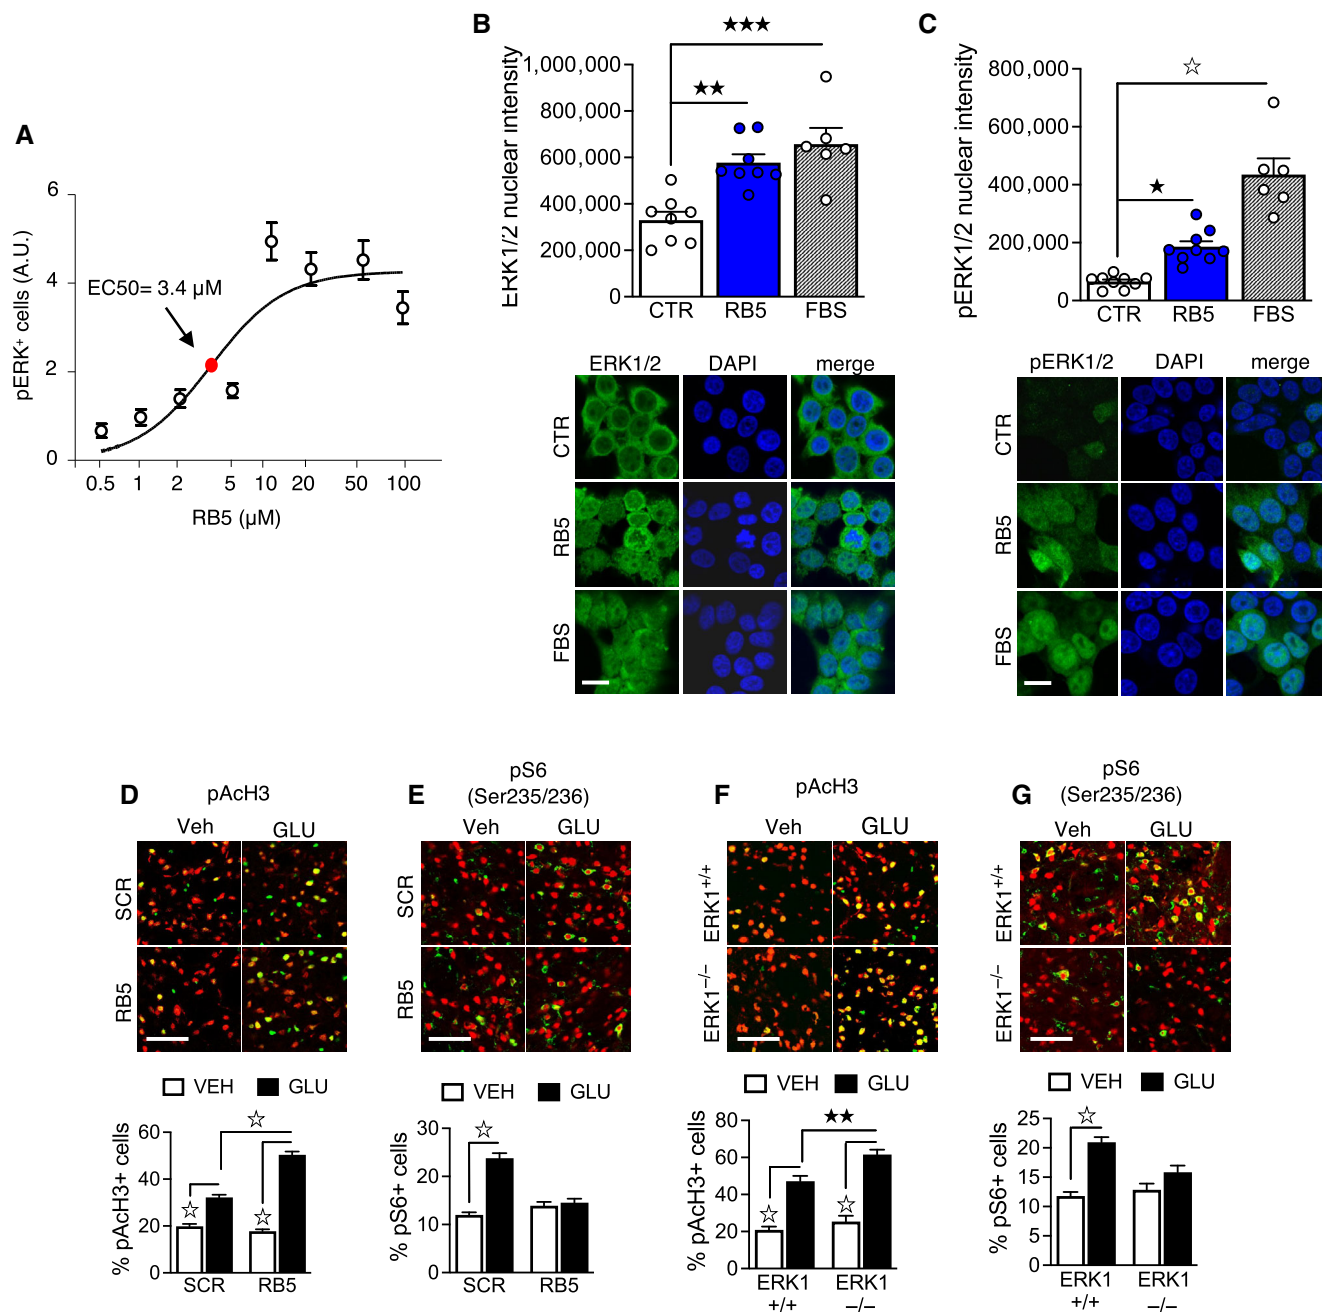 A
6
4
2
0
pERK+ cells (A.U.)
EC50= 3.4 µM
0.5 1 2 5 10 20 50 100
RB5 (µM)
B
★★★
★★
1,000,000
800,000
600,000
400,000
200,000
0
ERK1/2 nuclear intensity
CTR RB5 FBS
ERK1/2 DAPI merge
CTR
RB5
FBS
C
☆
★
800,000
600,000
400,000
200,000
0
pERK1/2 nuclear intensity
CTR RB5 FBS
pERK1/2 DAPI merge
CTR
RB5
FBS
D
pAcH3
Veh GLU
SCR
RB5
VEH GLU
☆
60
40
20
0
% pAcH3+ cells
☆ ☆
SCR RB5
E
pS6
(Ser235/236)
Veh GLU
SCR
RB5
VEH GLU
☆
30
20
10
0
% pS6+ cells
SCR RB5
F
pAcH3
Veh GLU
ERK1+/+
ERK1–/–
VEH GLU
★★
80
60
40
20
0
% pAcH3+ cells
☆ ☆
ERK1 ERK1
+/+ –/–
G
pS6
(Ser235/236)
Veh GLU
ERK1+/+
ERK1–/–
VEH GLU
☆
25
20
15
10
5
0
% pS6+ cells
ERK1 ERK1
+/+ –/–